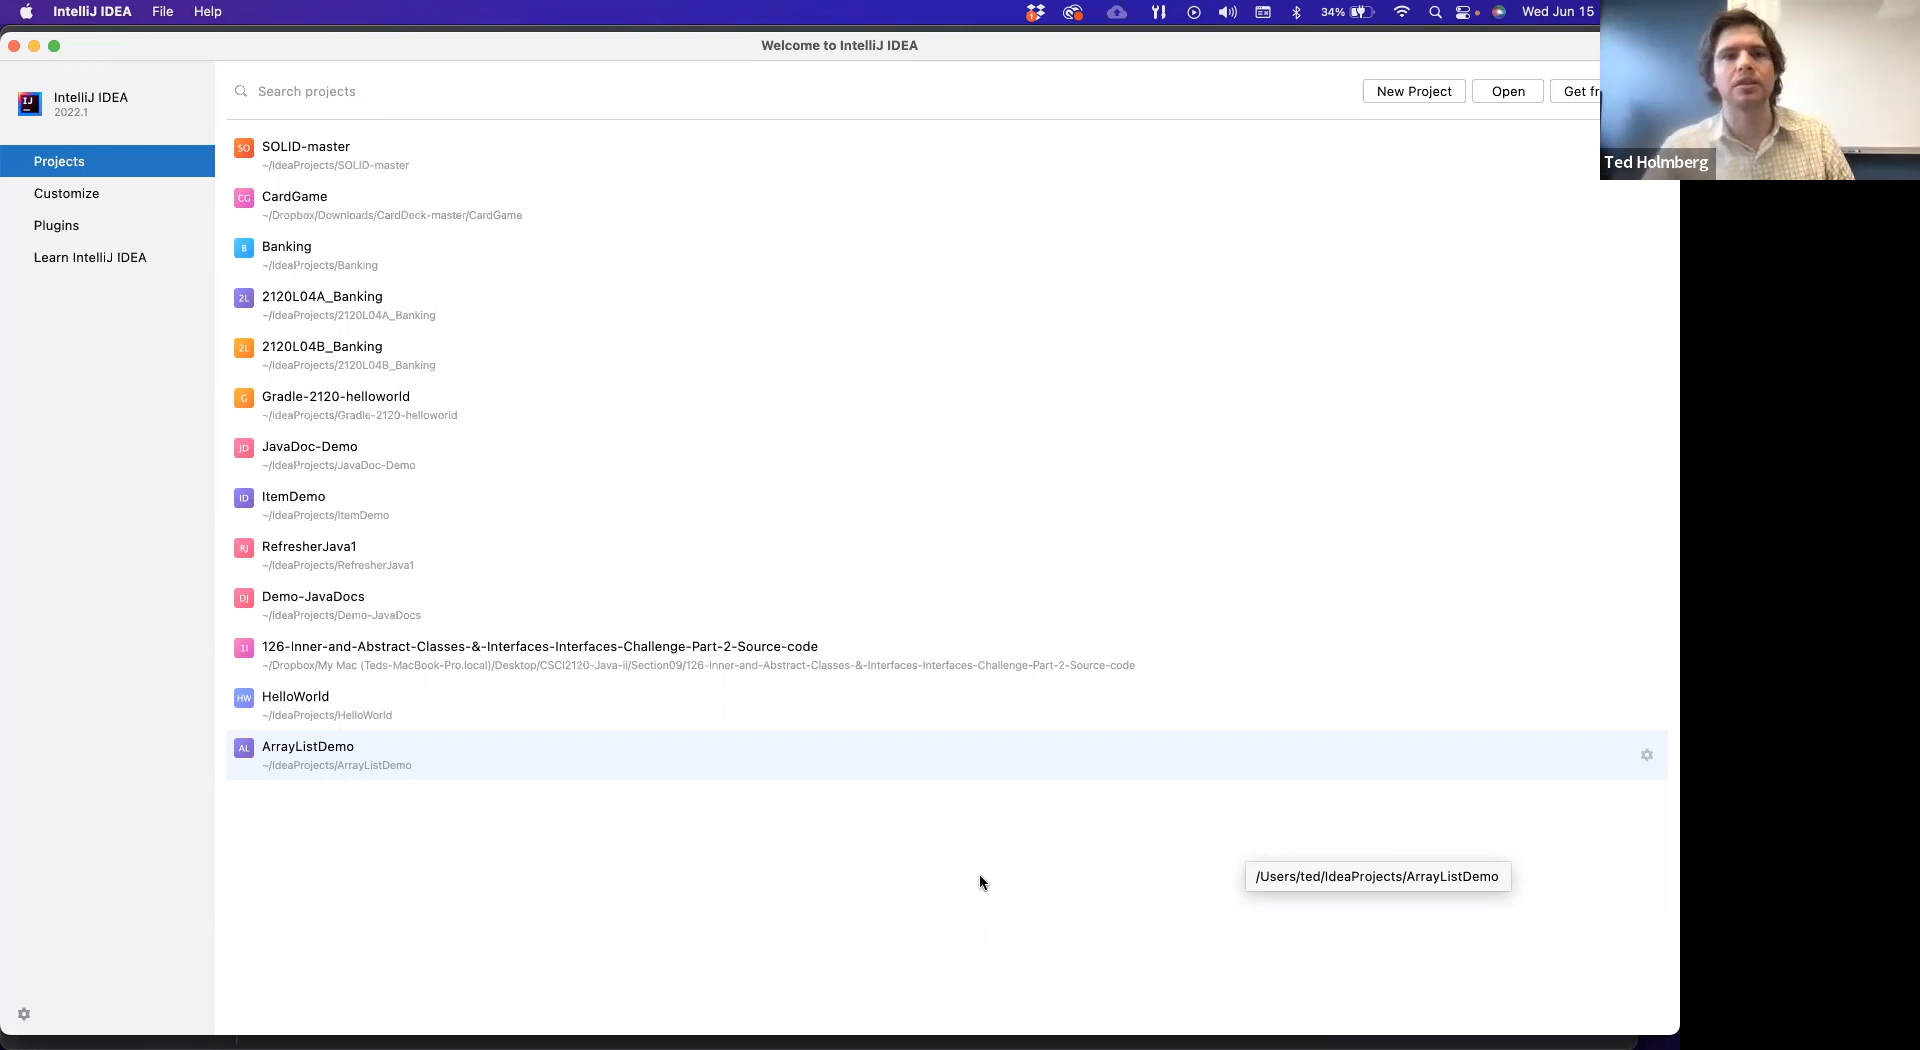 IntelliJ IDEA File Help 34% Wed Jun 15
Welcome to IntelliJ IDEA
IJ
IntelliJ IDEA
2022.1
Projects
Customize
Plugins
Learn IntelliJ IDEA
Search projects
New Project Open Get fr
Ted Holmberg
SO SOLID-master
~/IdeaProjects/SOLID-master
CG CardGame
~/Dropbox/Downloads/CardDeck-master/CardGame
B Banking
~/IdeaProjects/Banking
2L 2120L04A_Banking
~/IdeaProjects/2120L04A_Banking
2L 2120L04B_Banking
~/IdeaProjects/2120L04B_Banking
G Gradle-2120-helloworld
~/IdeaProjects/Gradle-2120-helloworld
JD JavaDoc-Demo
~/IdeaProjects/JavaDoc-Demo
ID ItemDemo
~/IdeaProjects/ItemDemo
RJ RefresherJava1
~/IdeaProjects/RefresherJava1
DJ Demo-JavaDocs
~/IdeaProjects/Demo-JavaDocs
1I 126-Inner-and-Abstract-Classes-&-Interfaces-Interfaces-Challenge-Part-2-Source-code
~/Dropbox/My Mac (Teds-MacBook-Pro.local)/Desktop/CSCI2120-Java-ii/Section09/126-Inner-and-Abstract-Classes-&-Interfaces-Interfaces-Challenge-Part-2-Source-code
HW HelloWorld
~/IdeaProjects/HelloWorld
AL ArrayListDemo
~/IdeaProjects/ArrayListDemo
/Users/ted/IdeaProjects/ArrayListDemo